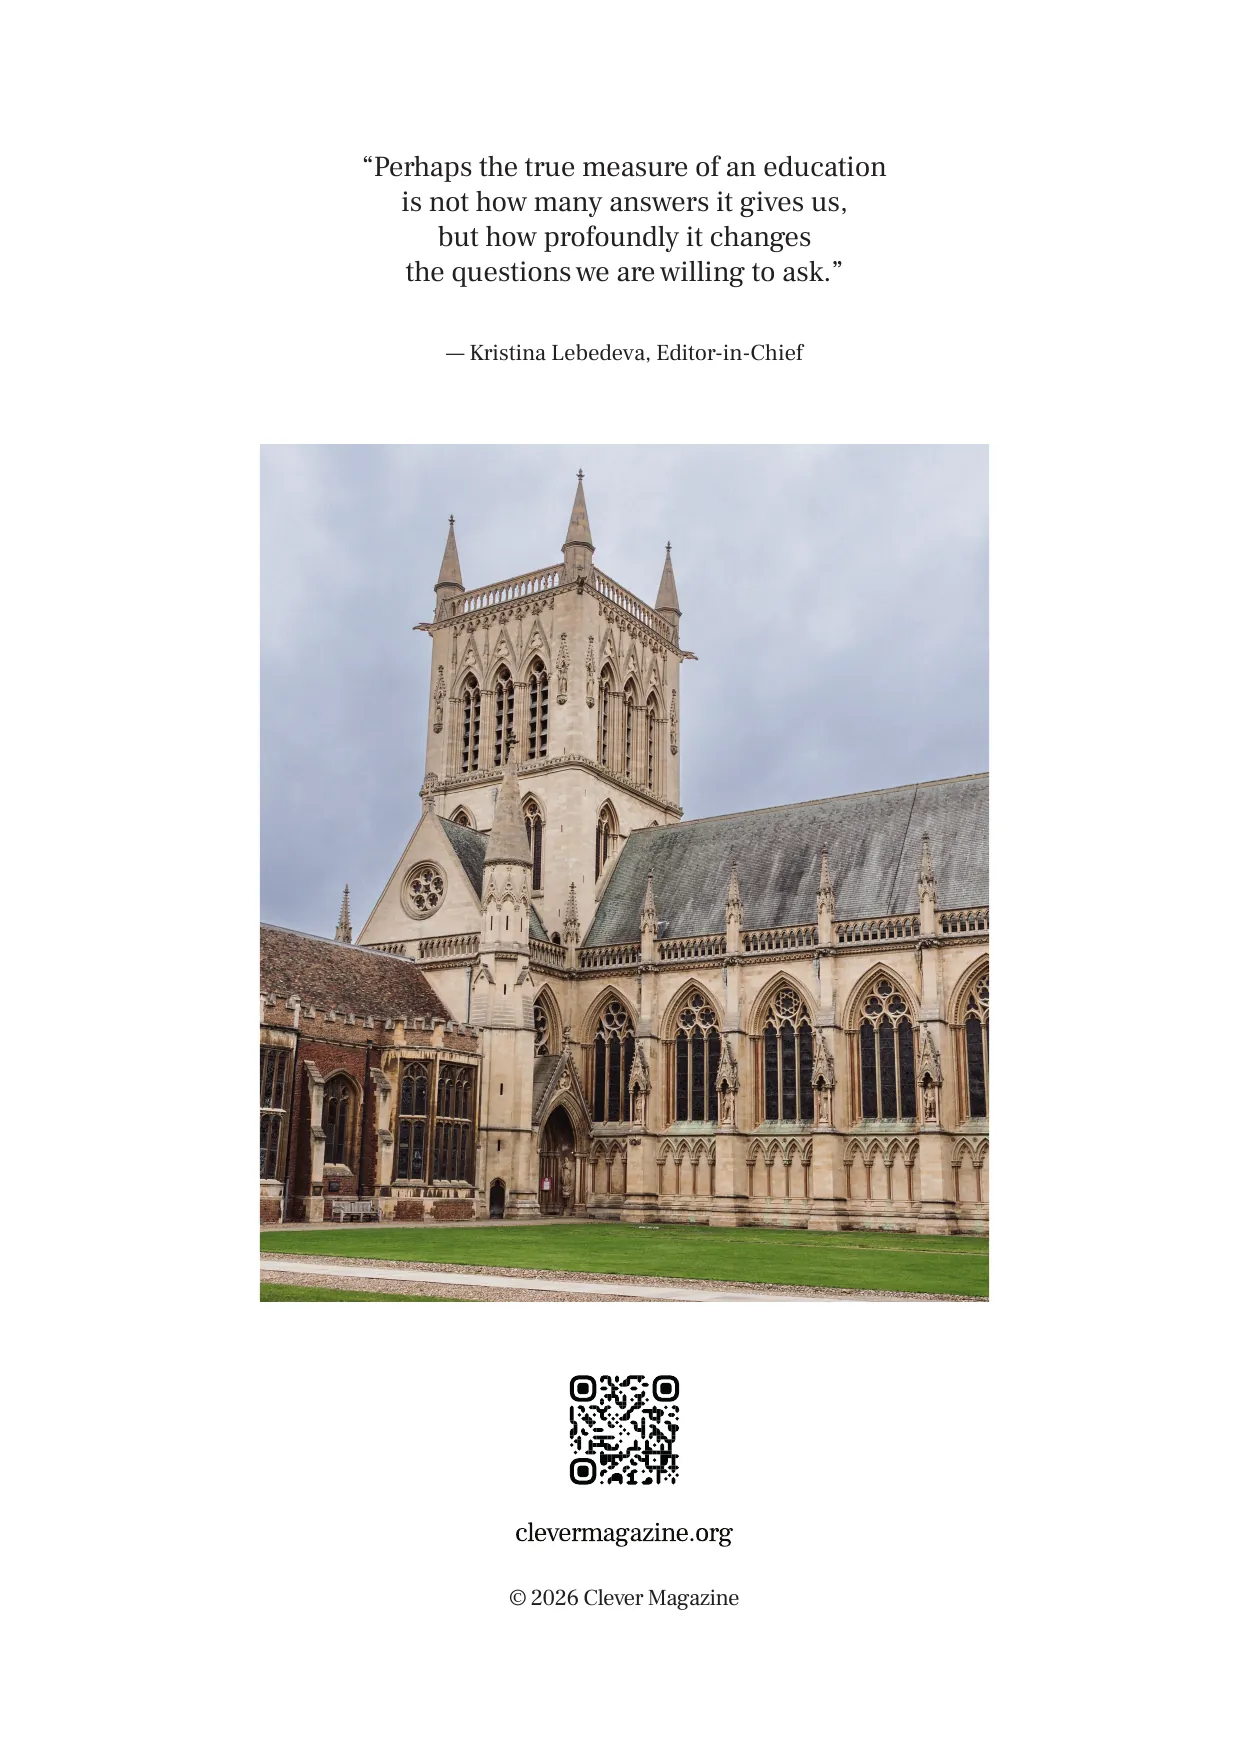 “Perhaps the true measure of an education
is not how many answers it gives us,
but how profoundly it changes
the questions we are willing to ask.”
— Kristina Lebedeva, Editor-in-Chief
clevermagazine.org
© 2026 Clever Magazine